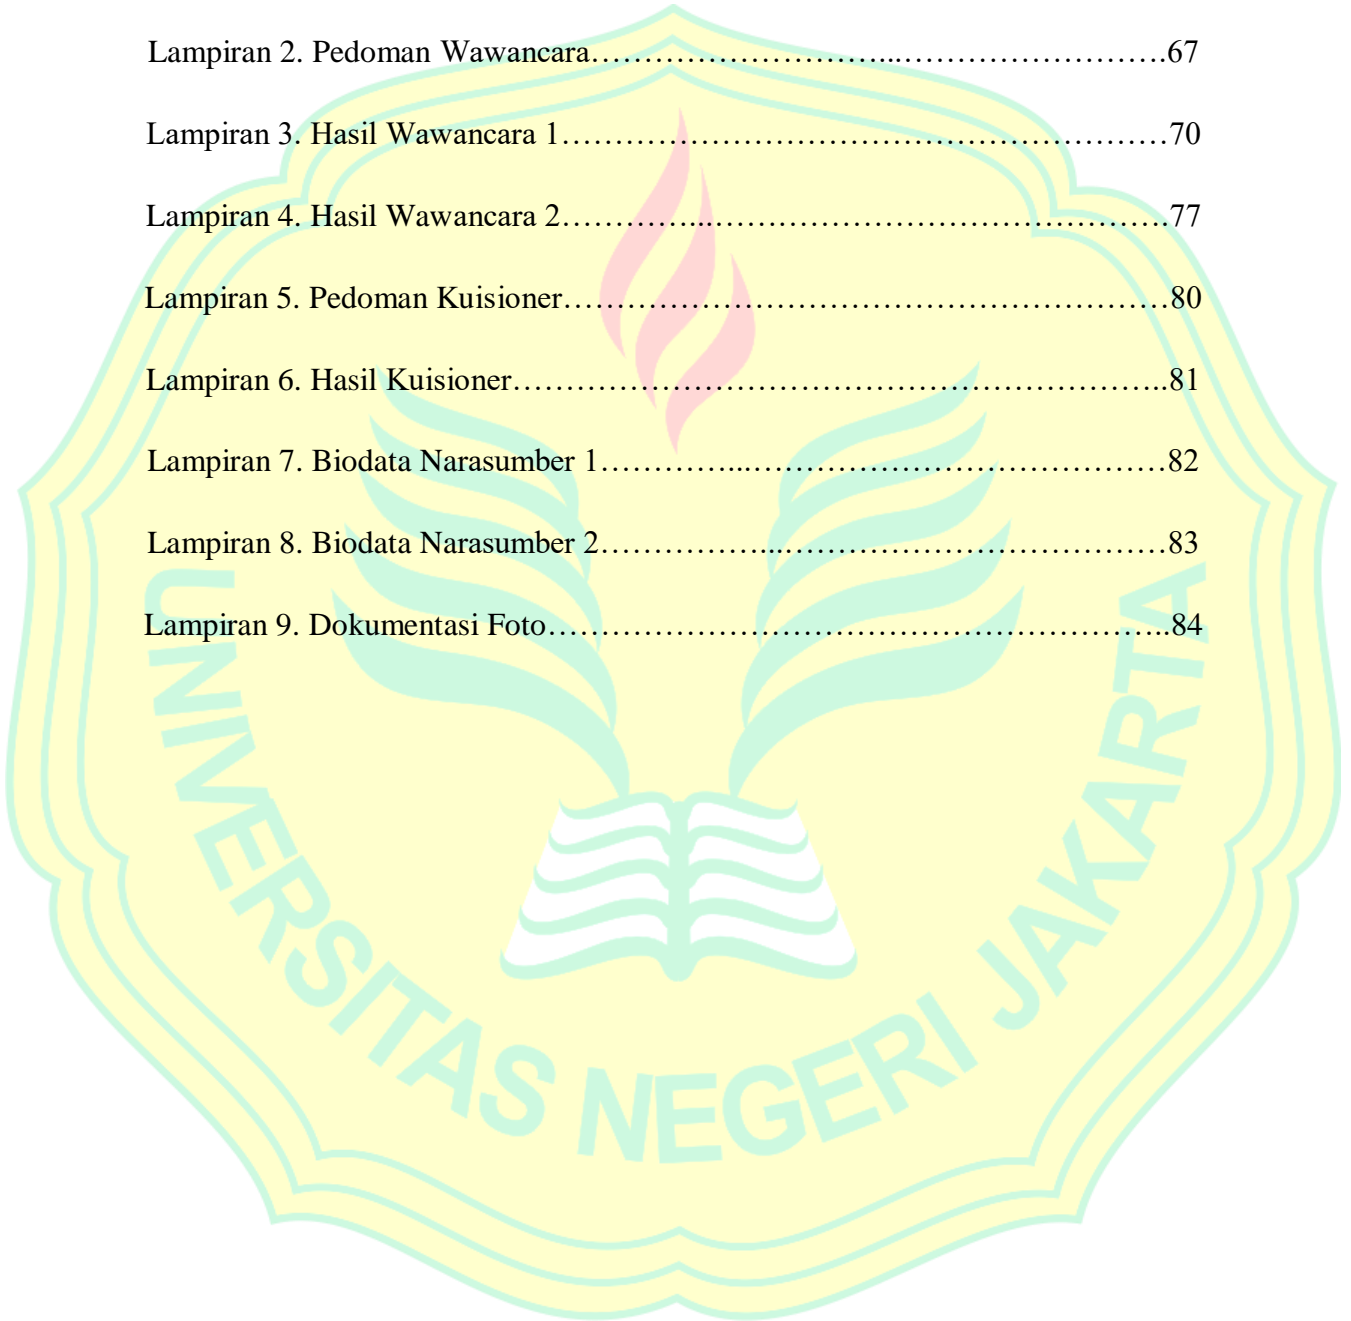 Lampiran 2. Pedoman Wawancara………………………...…………………….67
Lampiran 3. Hasil Wawancara 1…………………………………………………70
Lampiran 4. Hasil Wawancara 2…………...…………………………….………77
Lampiran 5. Pedoman Kuisioner…………………………………………………80
Lampiran 6. Hasil Kuisioner……………………………………………………..81
Lampiran 7. Biodata Narasumber 1…………...…………………………………82
Lampiran 8. Biodata Narasumber 2……………...………………………………83
Lampiran 9. Dokumentasi Foto…………………………………………………..84
UNIVERSITAS NEGERI JAKARTA